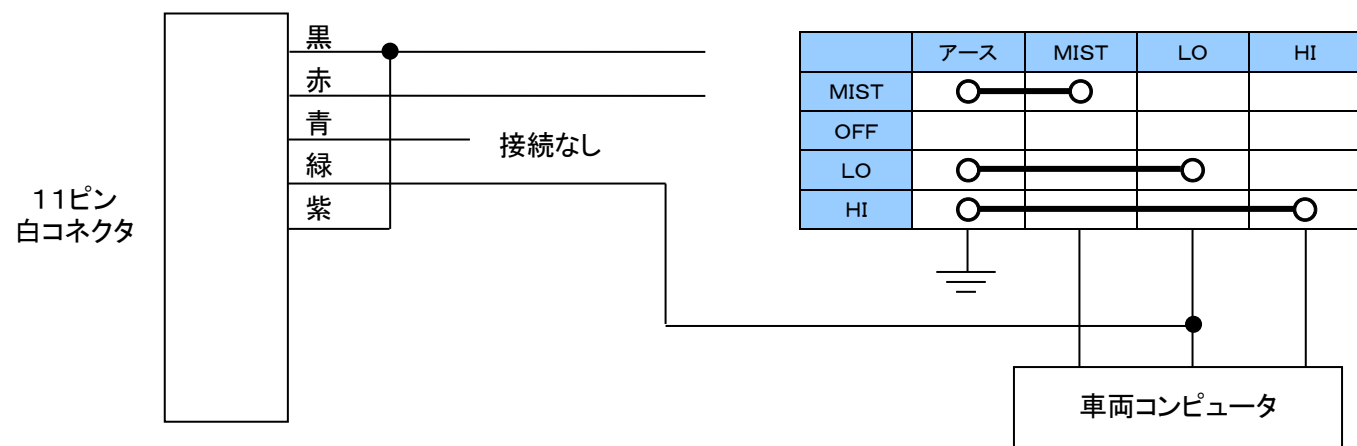 黒
赤
青
緑
紫
接続なし
11ピン
白コネクタ
アース MIST LO HI
MIST
OFF
LO
HI
車両コンピュータ